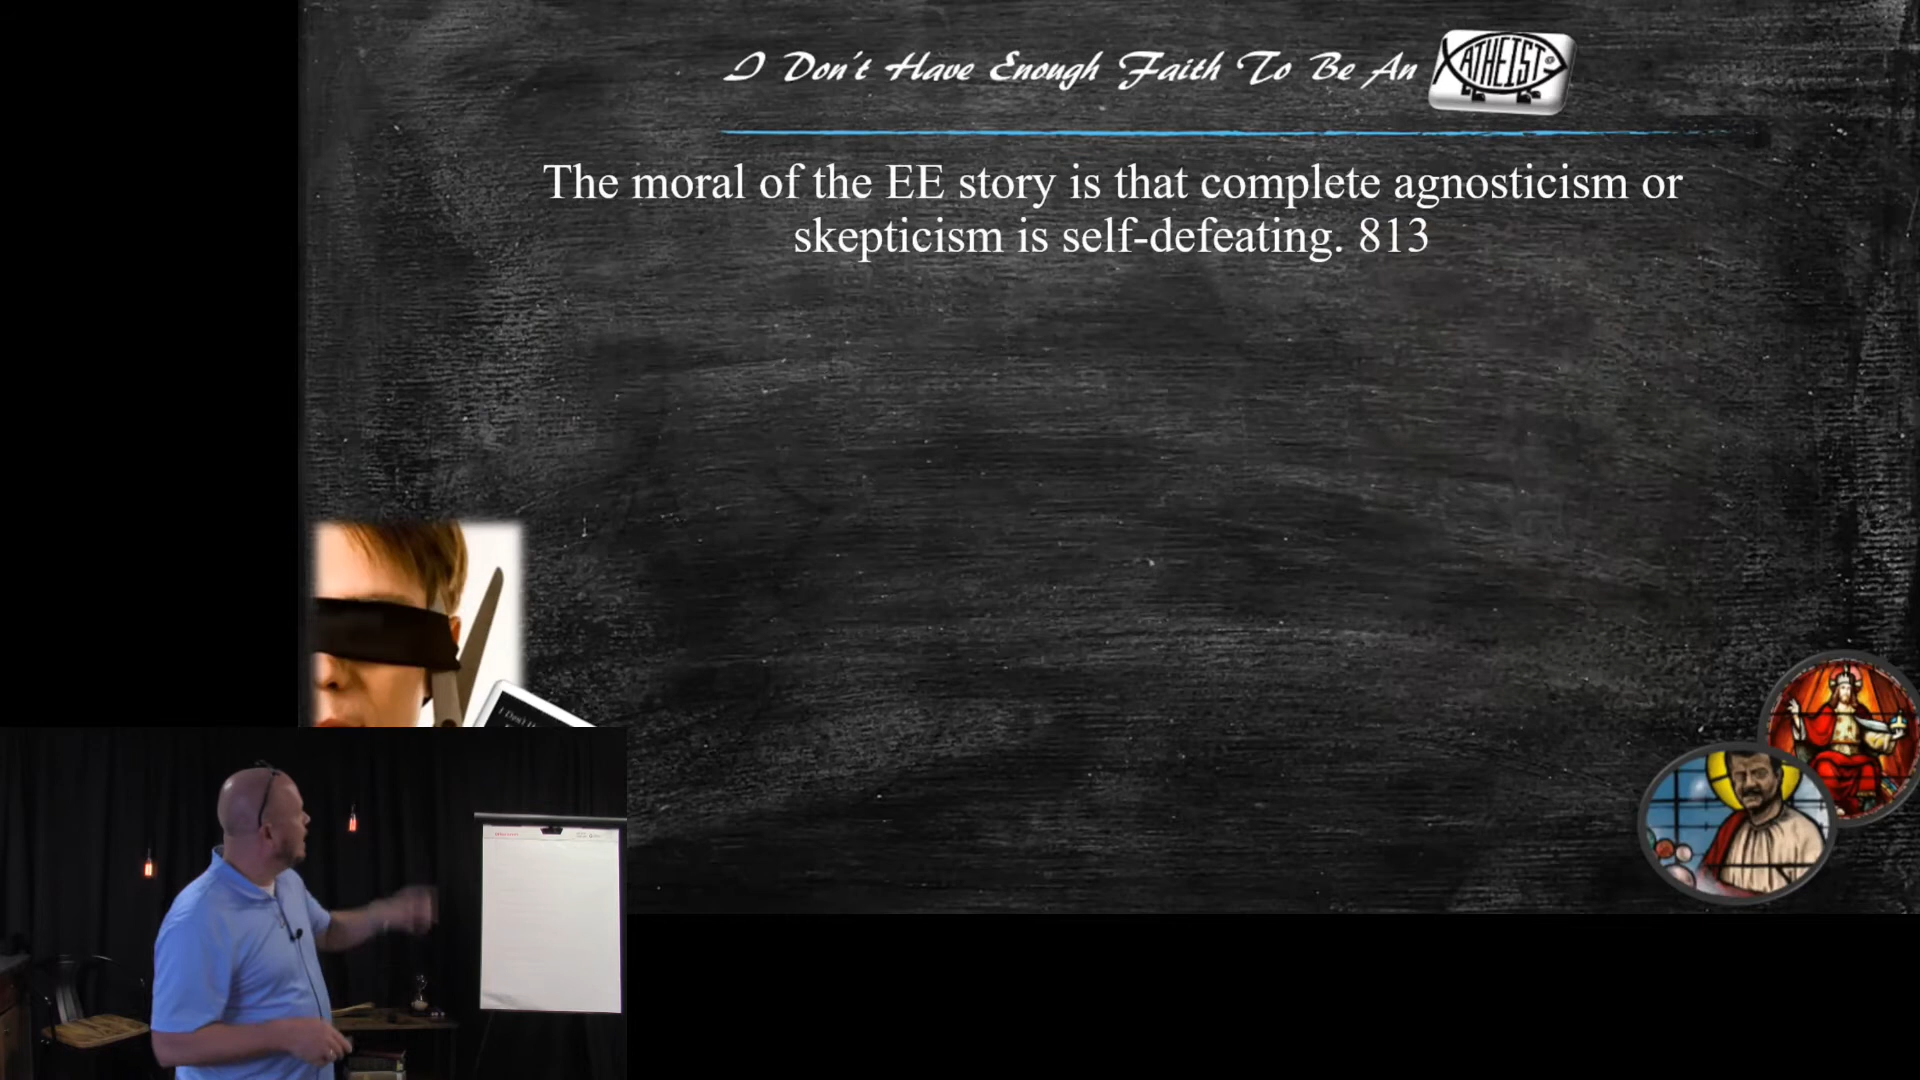 I Don't Have Enough Faith To Be An ATHEIST
The moral of the EE story is that complete agnosticism or
skepticism is self-defeating. 813